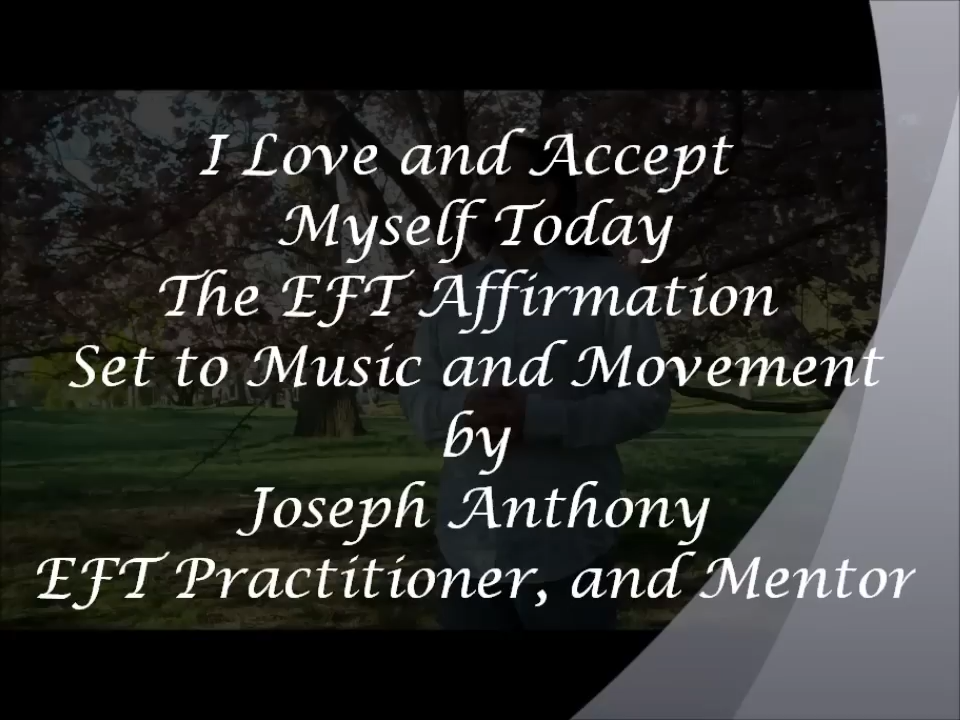 I Love and Accept
Myself Today
The EFT Affirmation
Set to Music and Movement
by
Joseph Anthony
EFT Practitioner, and Mentor